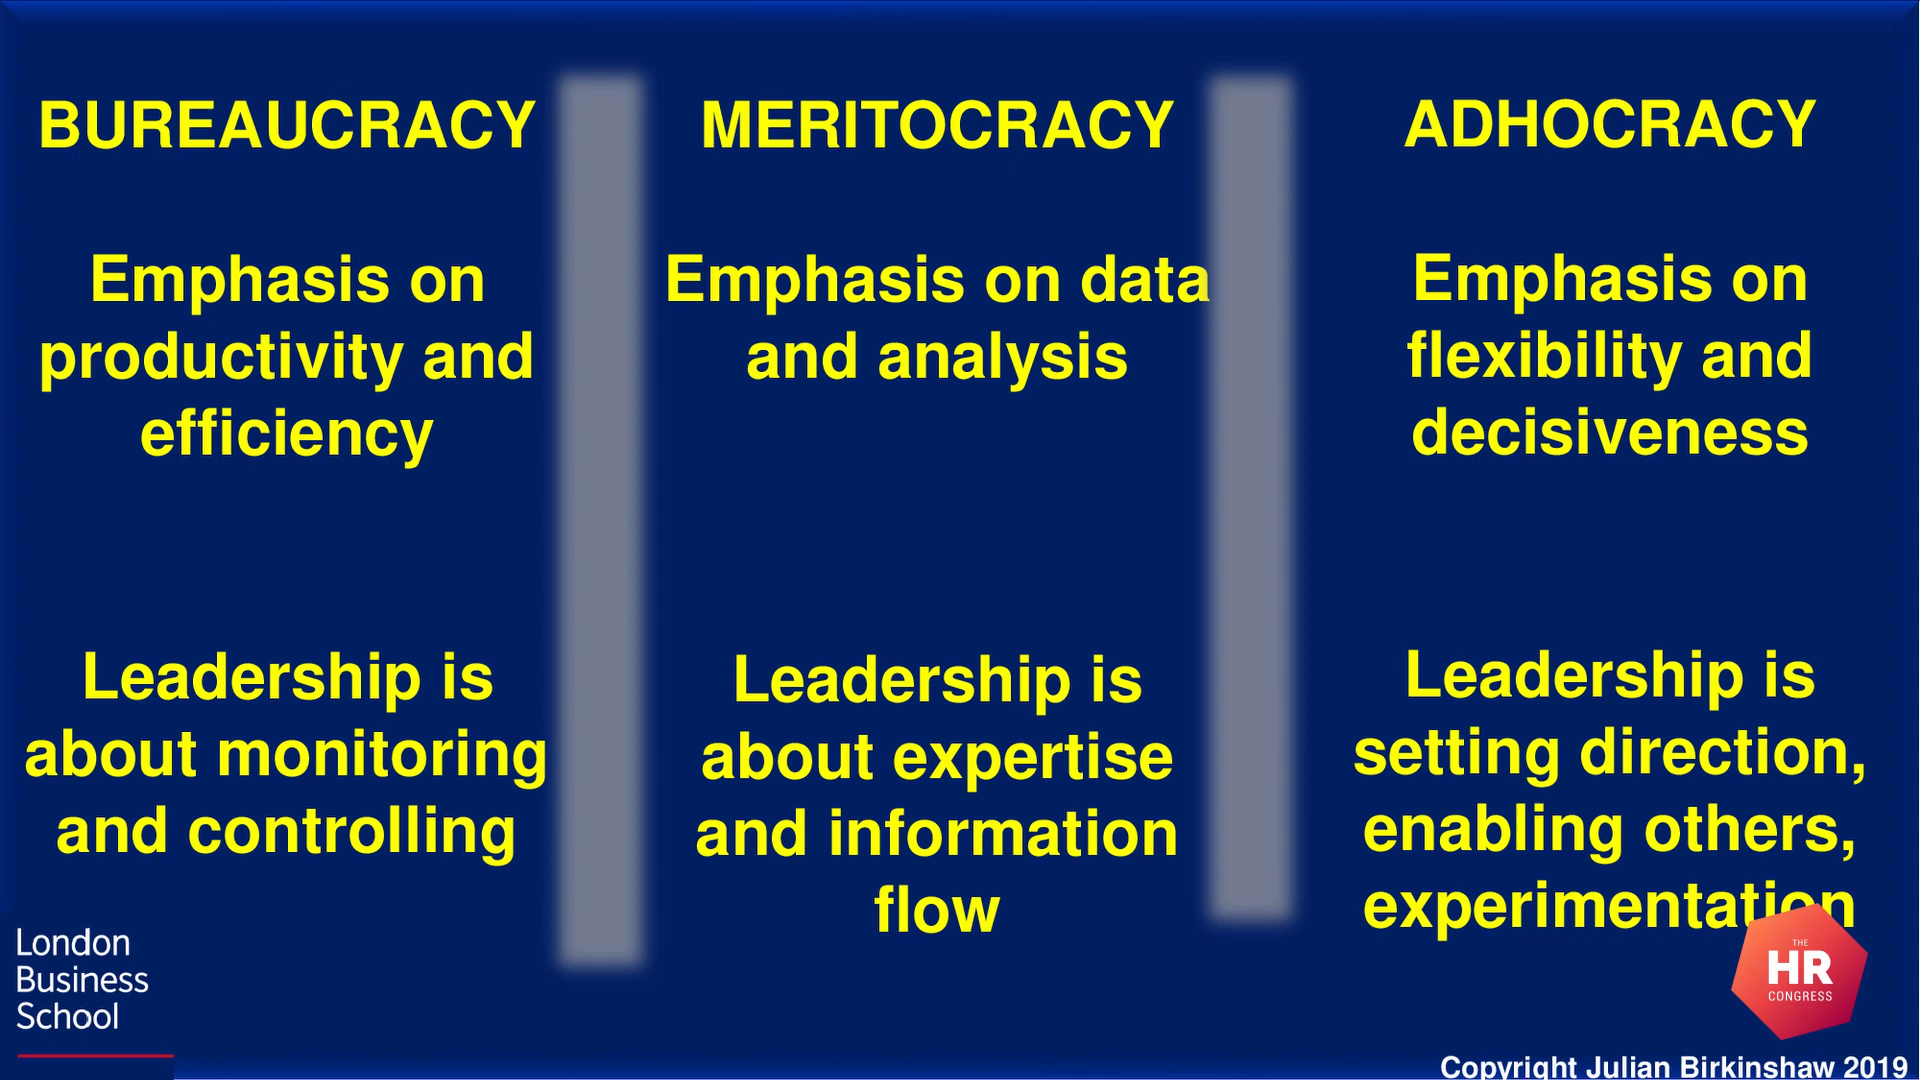 BUREAUCRACY
Emphasis on
productivity and
efficiency
Leadership is
about monitoring
and controlling
MERITOCRACY
Emphasis on data
and analysis
Leadership is
about expertise
and information
flow
ADHOCRACY
Emphasis on
flexibility and
decisiveness
Leadership is
setting direction,
enabling others,
experimentation
London
Business
School
THE
HR
CONGRESS
Copyright Julian Birkinshaw 2019